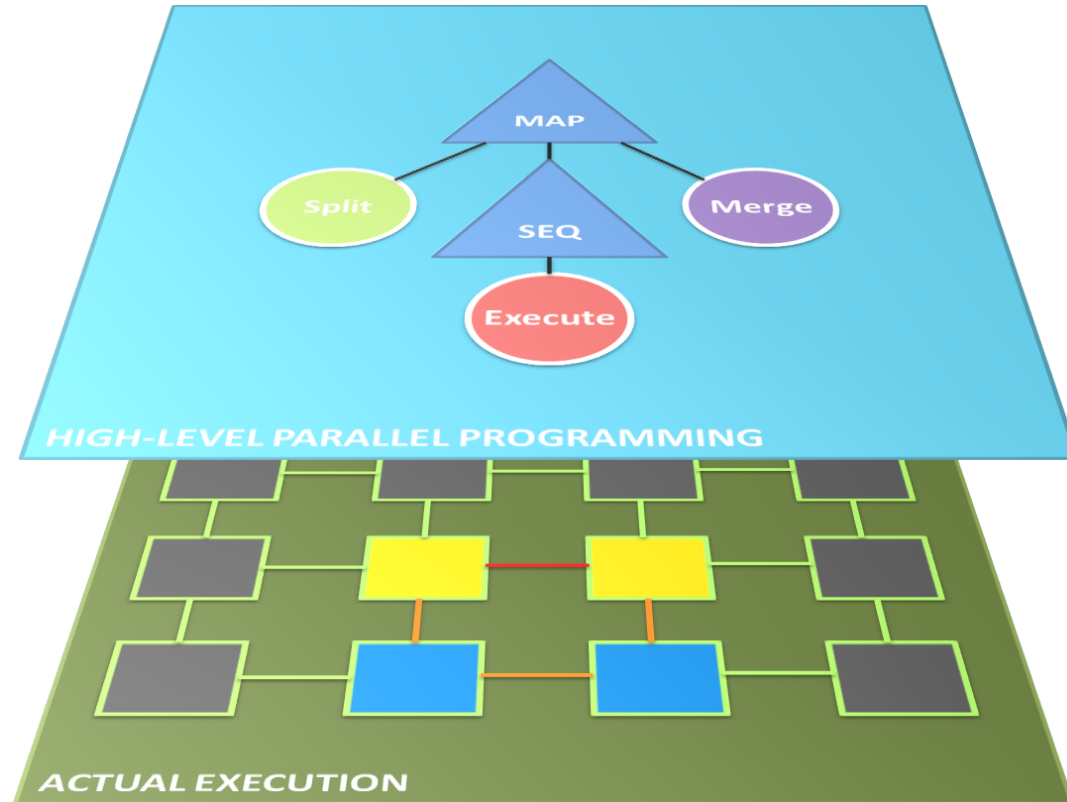 MAP
Split
Merge
SEQ
Execute
HIGH-LEVEL PARALLEL PROGRAMMING
ACTUAL EXECUTION